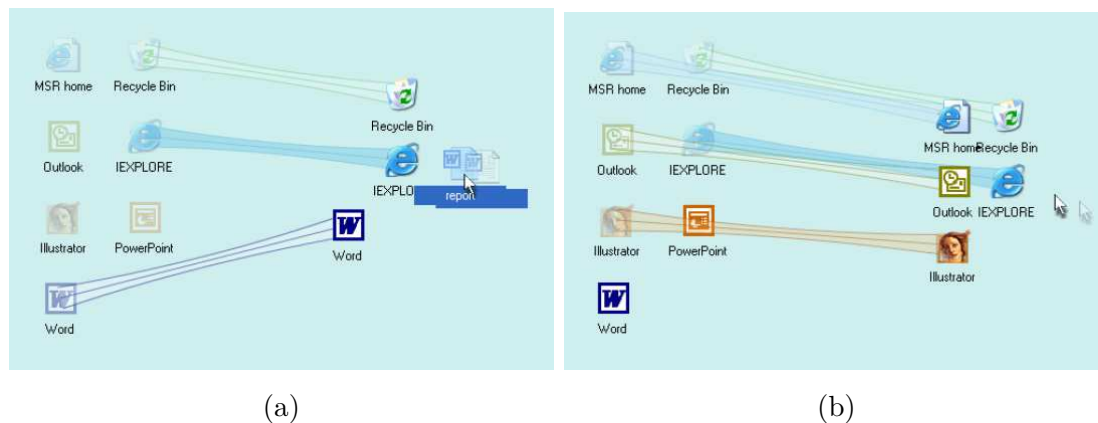 MSR home Recycle Bin
Recycle Bin
Outlook IEXPLORE
IEXPLO
report
Illustrator PowerPoint
Word
Word
(a)
MSR home Recycle Bin
MSR home Recycle Bin
Outlook IEXPLORE
Outlook IEXPLORE
Illustrator PowerPoint
Illustrator
Word
(b)